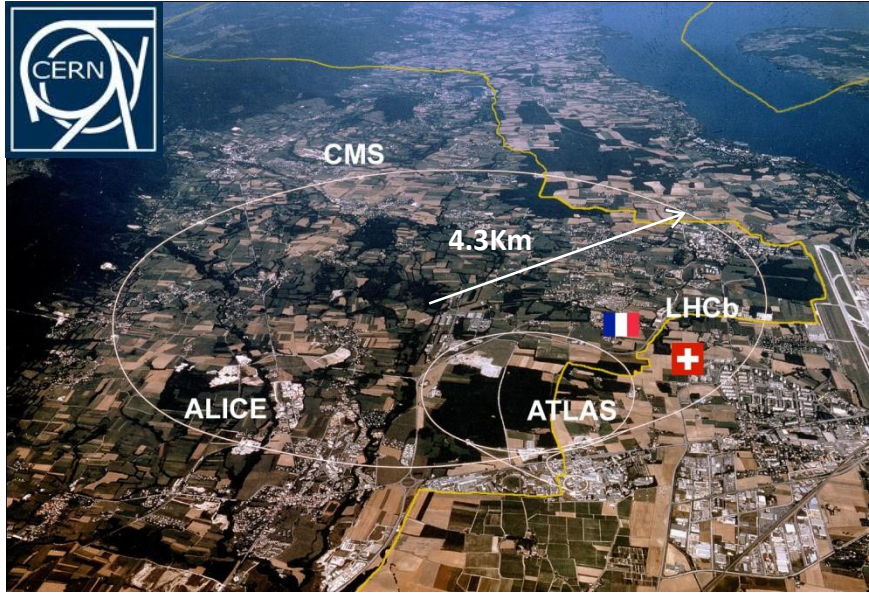 CERN
CMS
4.3Km
LHCb
ALICE
ATLAS